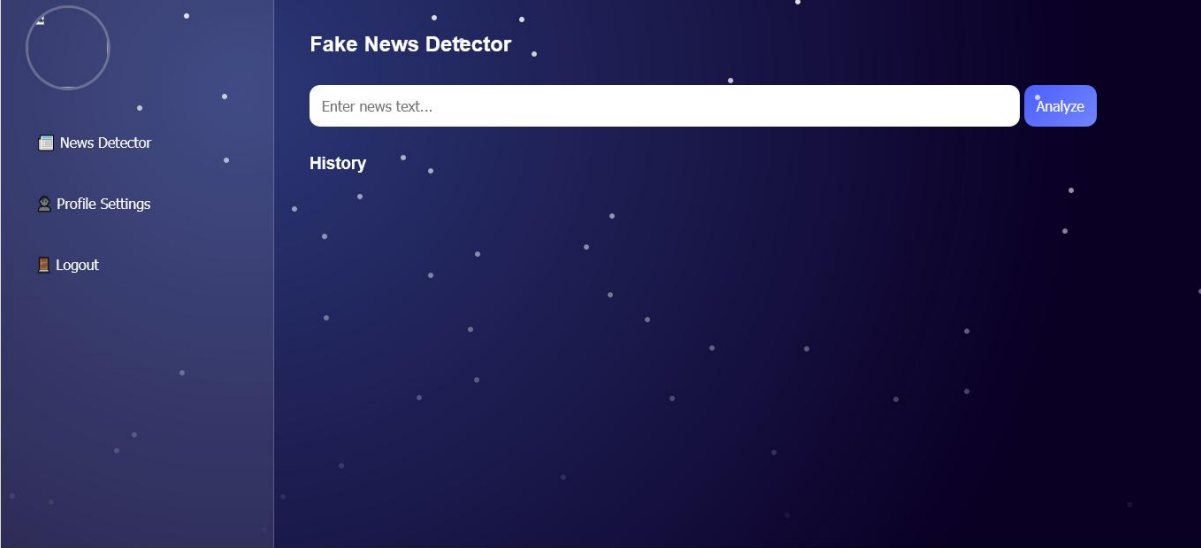 News Detector
Profile Settings
Logout
Fake News Detector
Enter news text...
Analyze
History